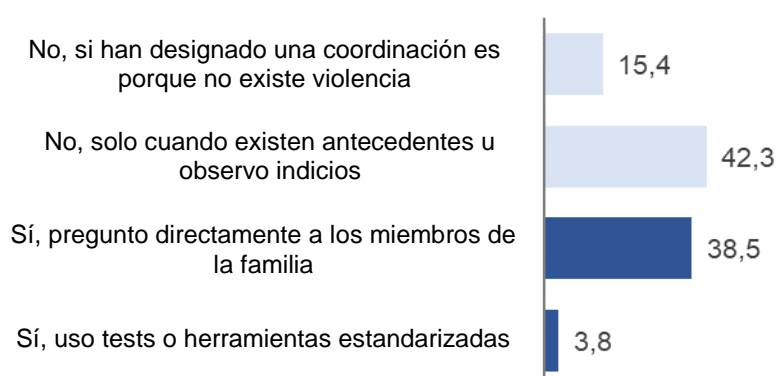 No, si han designado una coordinación es
porque no existe violencia
15,4
No, solo cuando existen antecedentes u
observo indicios
42,3
Sí, pregunto directamente a los miembros de
la familia
38,5
Sí, uso tests o herramientas estandarizadas
3,8